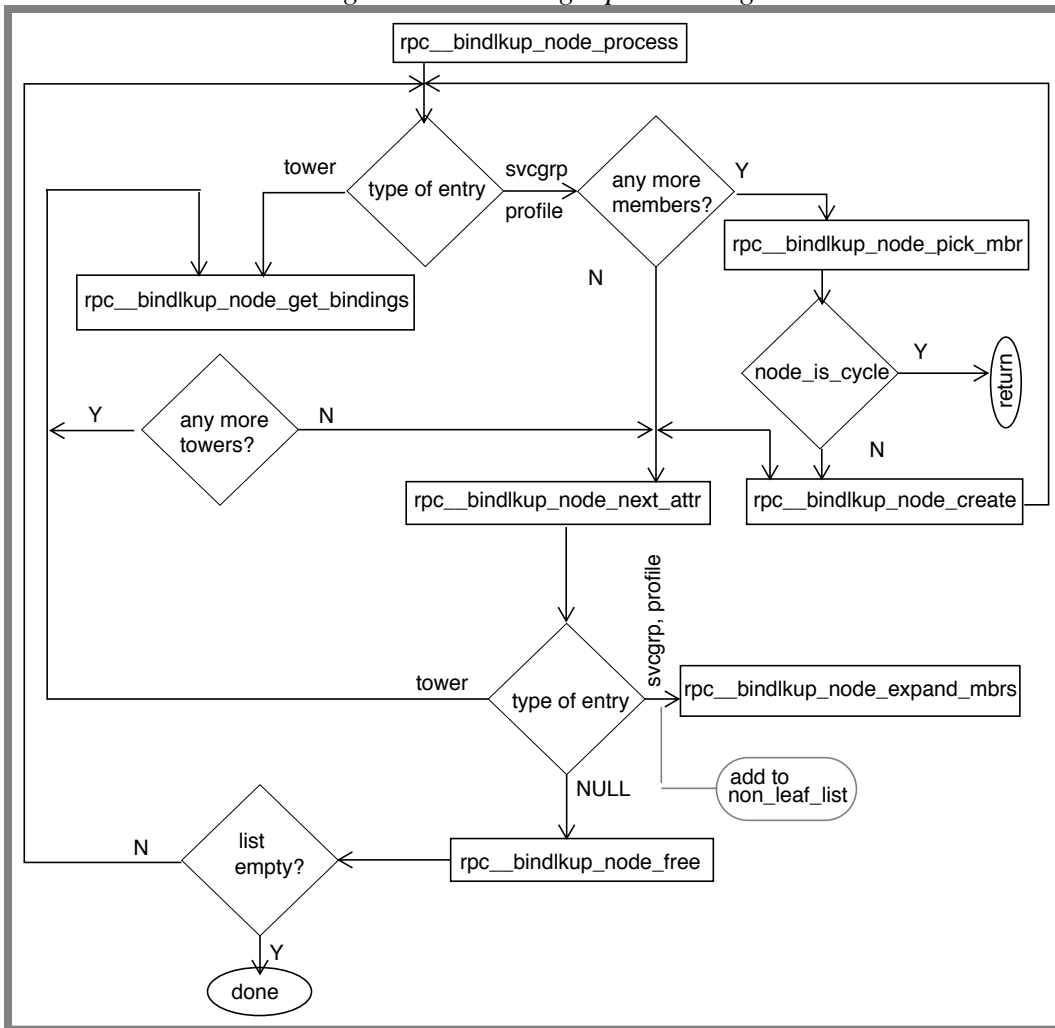 rpc__bindlkup_node_process
tower
type of entry
svcgrp
profile
any more
members?
Y
rpc__bindlkup_node_pick_mbr
N
rpc__bindlkup_node_get_bindings
node_is_cycle
Y
return
Y
any more
towers?
N
N
rpc__bindlkup_node_next_attr
rpc__bindlkup_node_create
svcgrp, profile
tower
type of entry
rpc__bindlkup_node_expand_mbrs
NULL
add to
non_leaf_list
N
list
empty?
rpc__bindlkup_node_free
Y
done